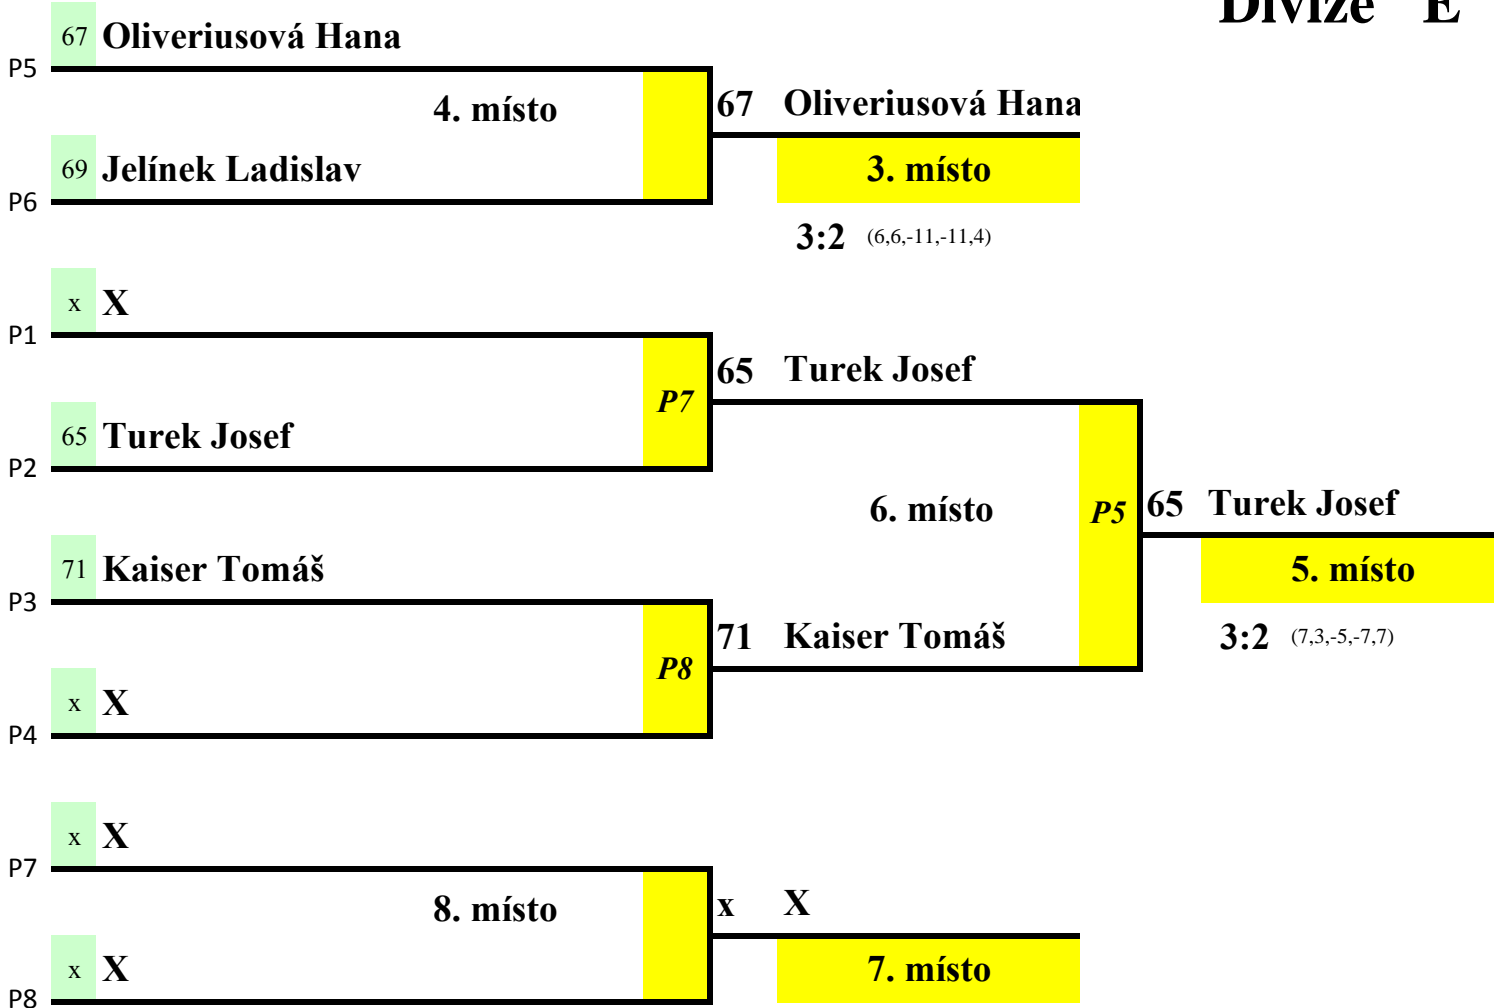 Divize "E
67 Oliveriusová Hana
P5
4. místo
67 Oliveriusová Hana
69 Jelínek Ladislav
3. místo
P6
3:2 (6,6,-11,-11,4)
x X
P1
65 Turek Josef
P7
65 Turek Josef
P2
6. místo
P5
65 Turek Josef
71 Kaiser Tomáš
5. místo
P3
71 Kaiser Tomáš
3:2 (7,3,-5,-7,7)
P8
x X
P4
x X
P7
8. místo
x X
x X
7. místo
P8